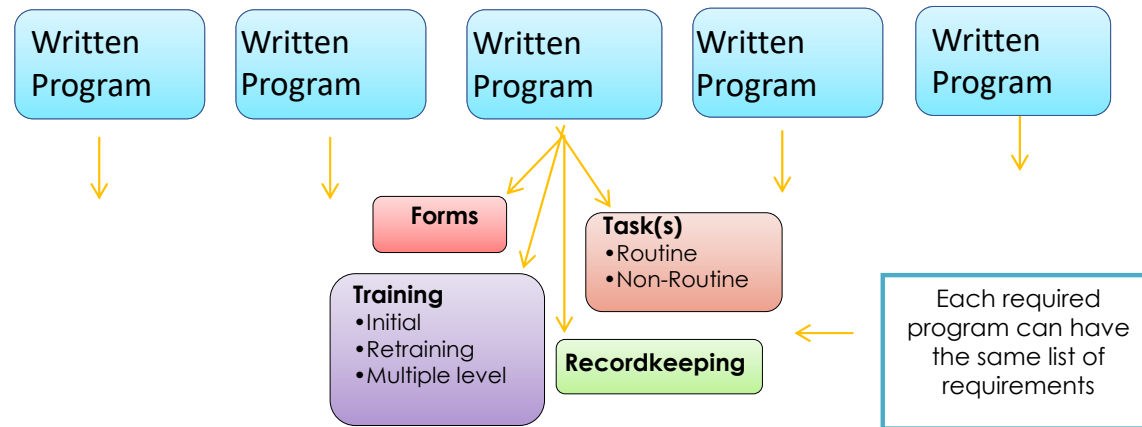 Written
Program
Written
Program
Written
Program
Written
Program
Written
Program
Forms
Task(s)
•Routine
•Non-Routine
Training
•Initial
•Retraining
•Multiple level
Recordkeeping
Each required
program can have
the same list of
requirements